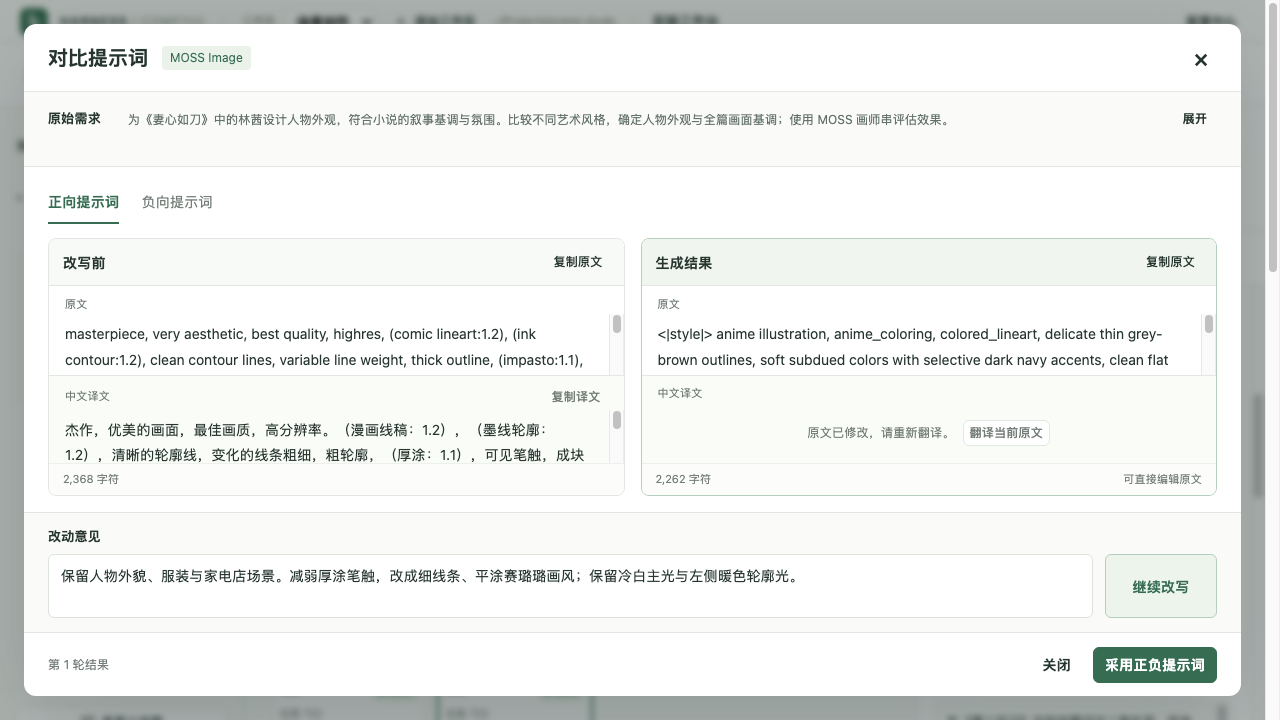 对比提示词
MOSS Image
原始需求
为《妻心如刀》中的林茜设计人物外观，符合小说的叙事基调与氛围。比较不同艺术风格，确定人物外观与全篇画面基调；使用 MOSS 画师串评估效果。
展开
正向提示词
负向提示词
改写前
复制原文
原文
masterpiece, very aesthetic, best quality, highres, (comic lineart:1.2), (ink
contour:1.2), clean contour lines, variable line weight, thick outline, (impasto:1.1),
中文译文
复制译文
杰作，优美的画面，最佳画质，高分辨率。（漫画线稿：1.2），（墨线轮廓：
1.2），清晰的轮廓线，变化的线条粗细，粗轮廓，（厚涂：1.1），可见笔触，成块
2,368 字符
生成结果
复制原文
原文
<|style|> anime illustration, anime_coloring, colored_lineart, delicate thin grey-
brown outlines, soft subdued colors with selective dark navy accents, clean flat
中文译文
原文已修改，请重新翻译。
翻译当前原文
2,262 字符
可直接编辑原文
改动意见
保留人物外貌、服装与家电店场景。减弱厚涂笔触，改成细线条、平涂赛璐璐画风；保留冷白主光与左侧暖色轮廓光。
继续改写
第 1 轮结果
关闭
采用正负提示词